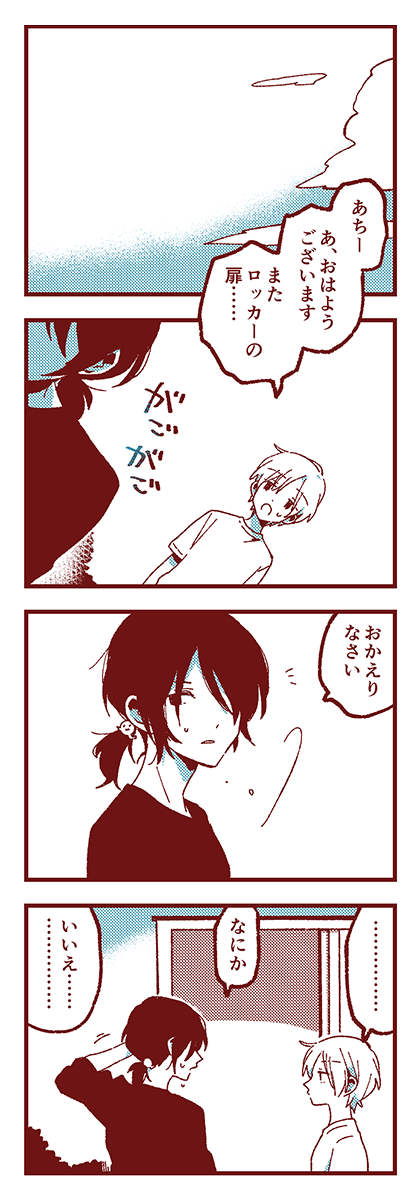 あちー
あ、おはよう
ございます
また
ロッカーの
扉……
がご
がご
おかえり
なさい
…………
なにか
いいえ……
…………